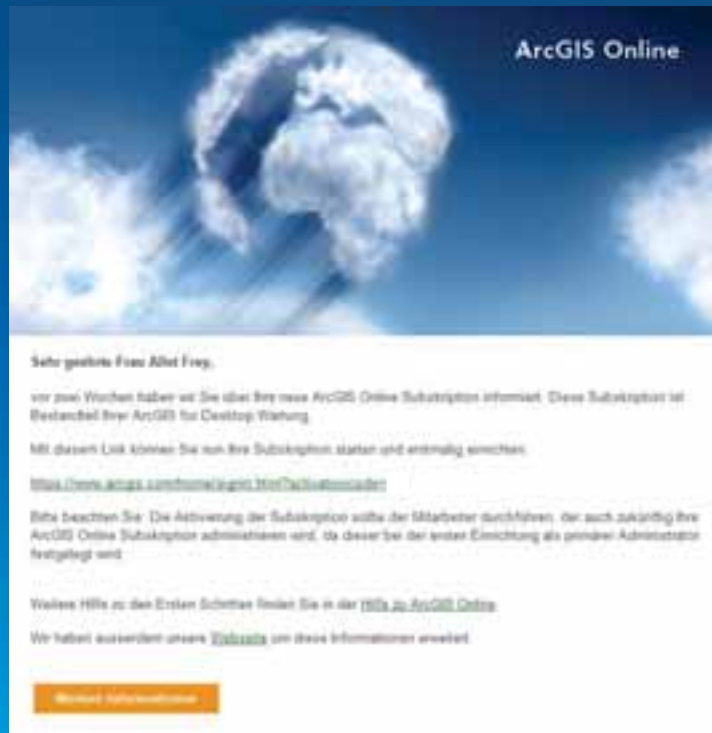 ArcGIS Online
Sehr geehrte Frau Allet Frey,
vor zwei Wochen haben wir Sie über Ihre neue ArcGIS Online Subskription informiert. Diese Subskription ist
Bestandteil Ihrer ArcGIS for Desktop Wartung.
Mit diesem Link können Sie nun Ihre Subskription starten und einmalig einrichten:
https://www.arcgis.com/home/signin.html?activationcode=
Bitte beachten Sie: Die Aktivierung der Subskription sollte der Mitarbeiter durchführen, der auch zukünftig Ihre
ArcGIS Online Subskription administrieren wird, da dieser bei der ersten Einrichtung als primärer Administrator
festgelegt wird.
Weitere Hilfe zu den Ersten Schritten finden Sie in der Hilfe zu ArcGIS Online.
Wir haben ausserdem unsere Webseite um diese Informationen erweitert.
Weitere Informationen